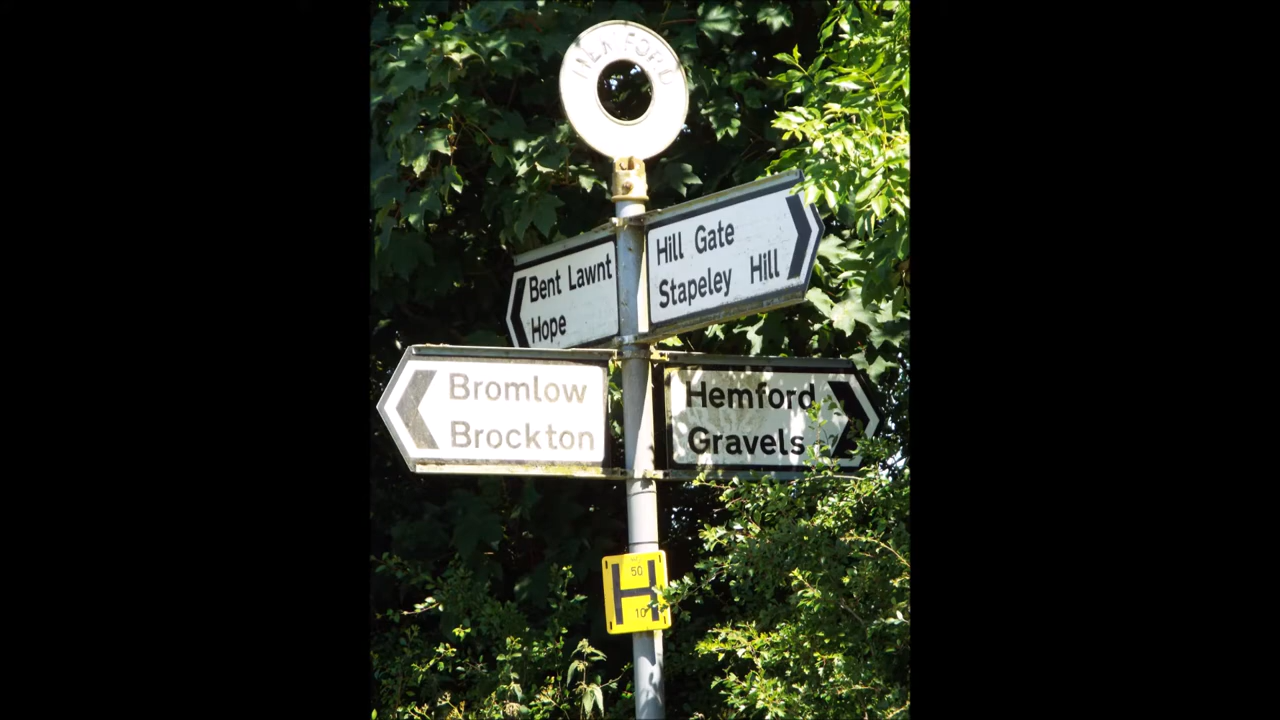 Bent Lawnt
Hope
Hill Gate
Stapeley Hill
Bromlow
Brockton
Hemford
Gravels
H
50
10